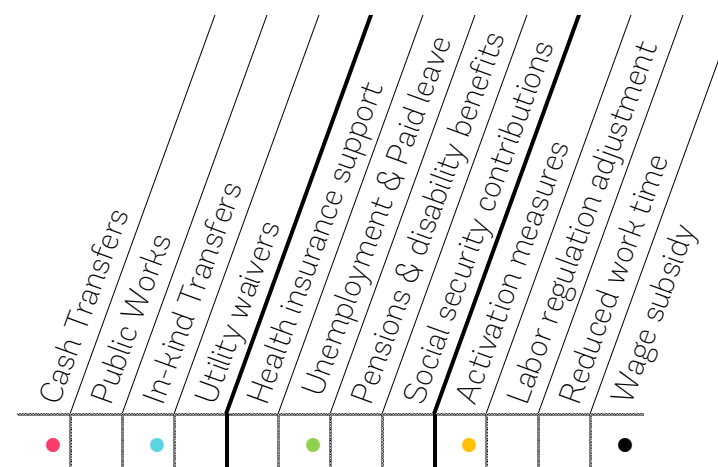 Cash Transfers
Public Works
In-kind Transfers
Utility waivers
Health insurance support
Unemployment & Paid leave
Pensions & disability benefits
Social security contributions
Activation measures
Labor regulation adjustment
Reduced work time
Wage subsidy